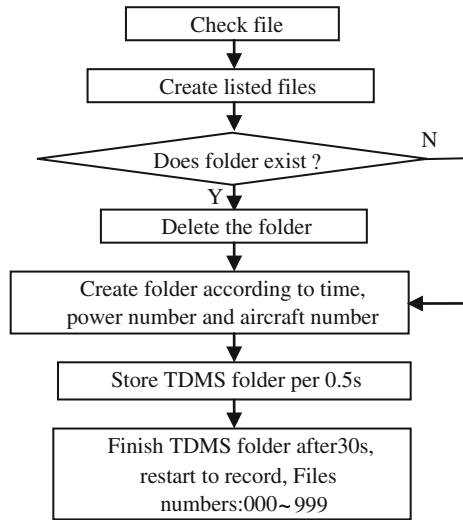 Check file
Create listed files
Does folder exist ?
N
Y
Delete the folder
Create folder according to time,
power number and aircraft number
Store TDMS folder per 0.5s
Finish TDMS folder after30s,
restart to record, Files
numbers:000~999